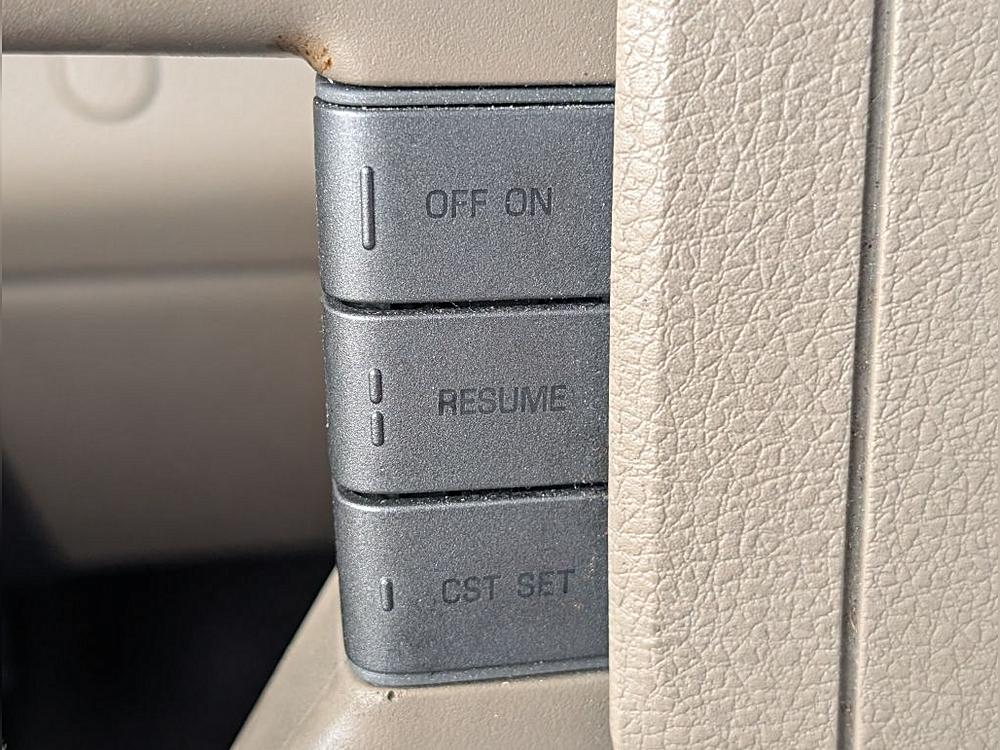 OFF ON
RESUME
CST SET